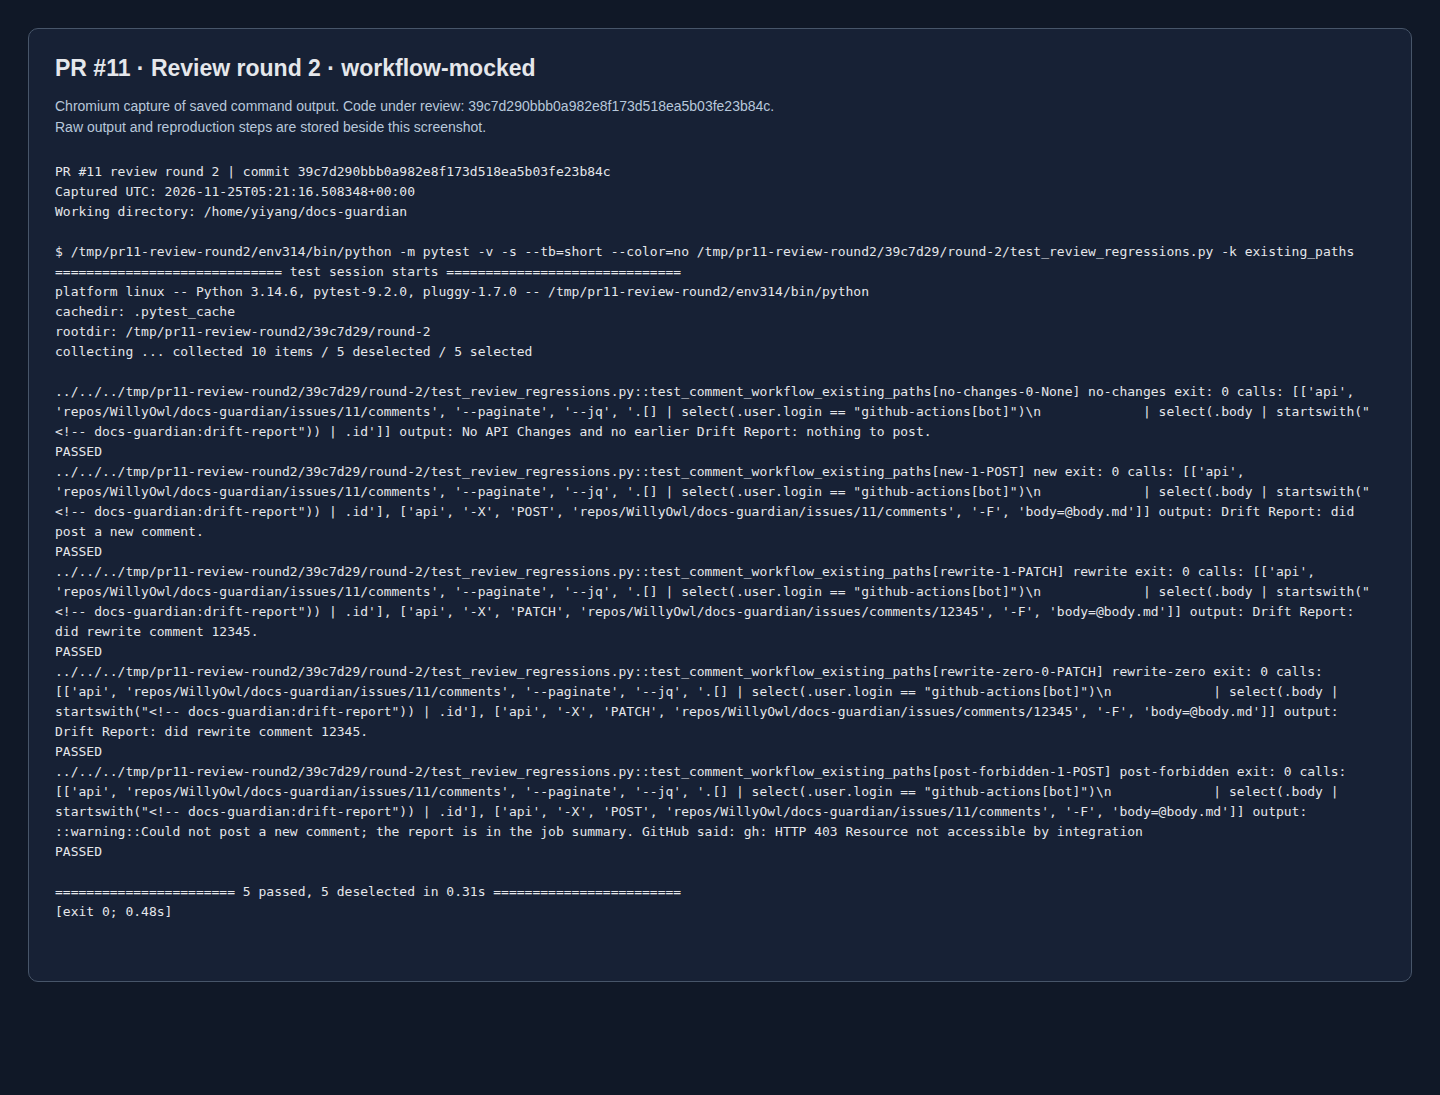 PR #11 · Review round 2 · workflow-mocked
Chromium capture of saved command output. Code under review: 39c7d290bbb0a982e8f173d518ea5b03fe23b84c.
Raw output and reproduction steps are stored beside this screenshot.
PR #11 review round 2 | commit 39c7d290bbb0a982e8f173d518ea5b03fe23b84c
Captured UTC: 2026-11-25T05:21:16.508348+00:00
Working directory: /home/yiyang/docs-guardian
$ /tmp/pr11-review-round2/env314/bin/python -m pytest -v -s --tb=short --color=no /tmp/pr11-review-round2/39c7d29/round-2/test_review_regressions.py -k existing_paths
============================= test session starts ==============================
platform linux -- Python 3.14.6, pytest-9.2.0, pluggy-1.7.0 -- /tmp/pr11-review-round2/env314/bin/python
cachedir: .pytest_cache
rootdir: /tmp/pr11-review-round2/39c7d29/round-2
collecting ... collected 10 items / 5 deselected / 5 selected
../../../tmp/pr11-review-round2/39c7d29/round-2/test_review_regressions.py::test_comment_workflow_existing_paths[no-changes-0-None] no-changes exit: 0 calls: [['api',
'repos/WillyOwl/docs-guardian/issues/11/comments', '--paginate', '--jq', '.[] | select(.user.login == "github-actions[bot]")\n             | select(.body | startswith("
<!-- docs-guardian:drift-report")) | .id']] output: No API Changes and no earlier Drift Report: nothing to post.
PASSED
../../../tmp/pr11-review-round2/39c7d29/round-2/test_review_regressions.py::test_comment_workflow_existing_paths[new-1-POST] new exit: 0 calls: [['api',
'repos/WillyOwl/docs-guardian/issues/11/comments', '--paginate', '--jq', '.[] | select(.user.login == "github-actions[bot]")\n             | select(.body | startswith("
<!-- docs-guardian:drift-report")) | .id'], ['api', '-X', 'POST', 'repos/WillyOwl/docs-guardian/issues/11/comments', '-F', 'body=@body.md']] output: Drift Report: did
post a new comment.
PASSED
../../../tmp/pr11-review-round2/39c7d29/round-2/test_review_regressions.py::test_comment_workflow_existing_paths[rewrite-1-PATCH] rewrite exit: 0 calls: [['api',
'repos/WillyOwl/docs-guardian/issues/11/comments', '--paginate', '--jq', '.[] | select(.user.login == "github-actions[bot]")\n             | select(.body | startswith("
<!-- docs-guardian:drift-report")) | .id'], ['api', '-X', 'PATCH', 'repos/WillyOwl/docs-guardian/issues/comments/12345', '-F', 'body=@body.md']] output: Drift Report:
did rewrite comment 12345.
PASSED
../../../tmp/pr11-review-round2/39c7d29/round-2/test_review_regressions.py::test_comment_workflow_existing_paths[rewrite-zero-0-PATCH] rewrite-zero exit: 0 calls:
[['api', 'repos/WillyOwl/docs-guardian/issues/11/comments', '--paginate', '--jq', '.[] | select(.user.login == "github-actions[bot]")\n             | select(.body |
startswith("<!-- docs-guardian:drift-report")) | .id'], ['api', '-X', 'PATCH', 'repos/WillyOwl/docs-guardian/issues/comments/12345', '-F', 'body=@body.md']] output:
Drift Report: did rewrite comment 12345.
PASSED
../../../tmp/pr11-review-round2/39c7d29/round-2/test_review_regressions.py::test_comment_workflow_existing_paths[post-forbidden-1-POST] post-forbidden exit: 0 calls:
[['api', 'repos/WillyOwl/docs-guardian/issues/11/comments', '--paginate', '--jq', '.[] | select(.user.login == "github-actions[bot]")\n             | select(.body |
startswith("<!-- docs-guardian:drift-report")) | .id'], ['api', '-X', 'POST', 'repos/WillyOwl/docs-guardian/issues/11/comments', '-F', 'body=@body.md']] output:
::warning::Could not post a new comment; the report is in the job summary. GitHub said: gh: HTTP 403 Resource not accessible by integration
PASSED
======================= 5 passed, 5 deselected in 0.31s ========================
[exit 0; 0.48s]